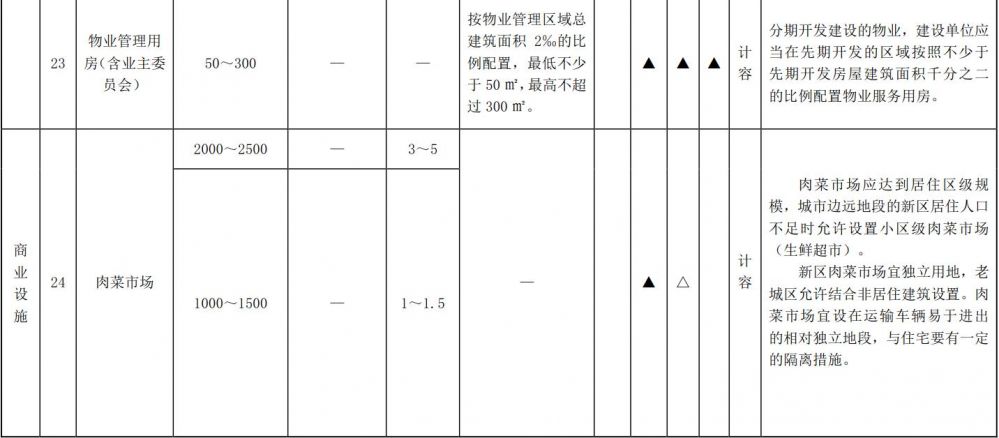 23
物业管理用
房(含业主委
员会)
50～300
—
—
按物业管理区域总
建筑面积 2‰的比
例配置，最低不少
于 50 ㎡，最高不超
过 300 ㎡。
▲
▲
▲
计
容
分期开发建设的物业，建设单位应
当在先期开发的区域按照不少于
先期开发房屋建筑面积千分之二
的比例配置物业服务用房。
商
业
设
施
24
肉菜市场
2000～2500
—
3～5
1000～1500
—
1～1.5
—
▲
△
计
容
肉菜市场应达到居住区级规
模，城市边远地段的新区居住人口
不足时允许设置小区级肉菜市场
（生鲜超市）。
新区肉菜市场宜独立用地，老
城区允许结合非居住建筑设置。肉
菜市场宜设在运输车辆易于进出
的相对独立地段，与住宅要有一定
的隔离措施。